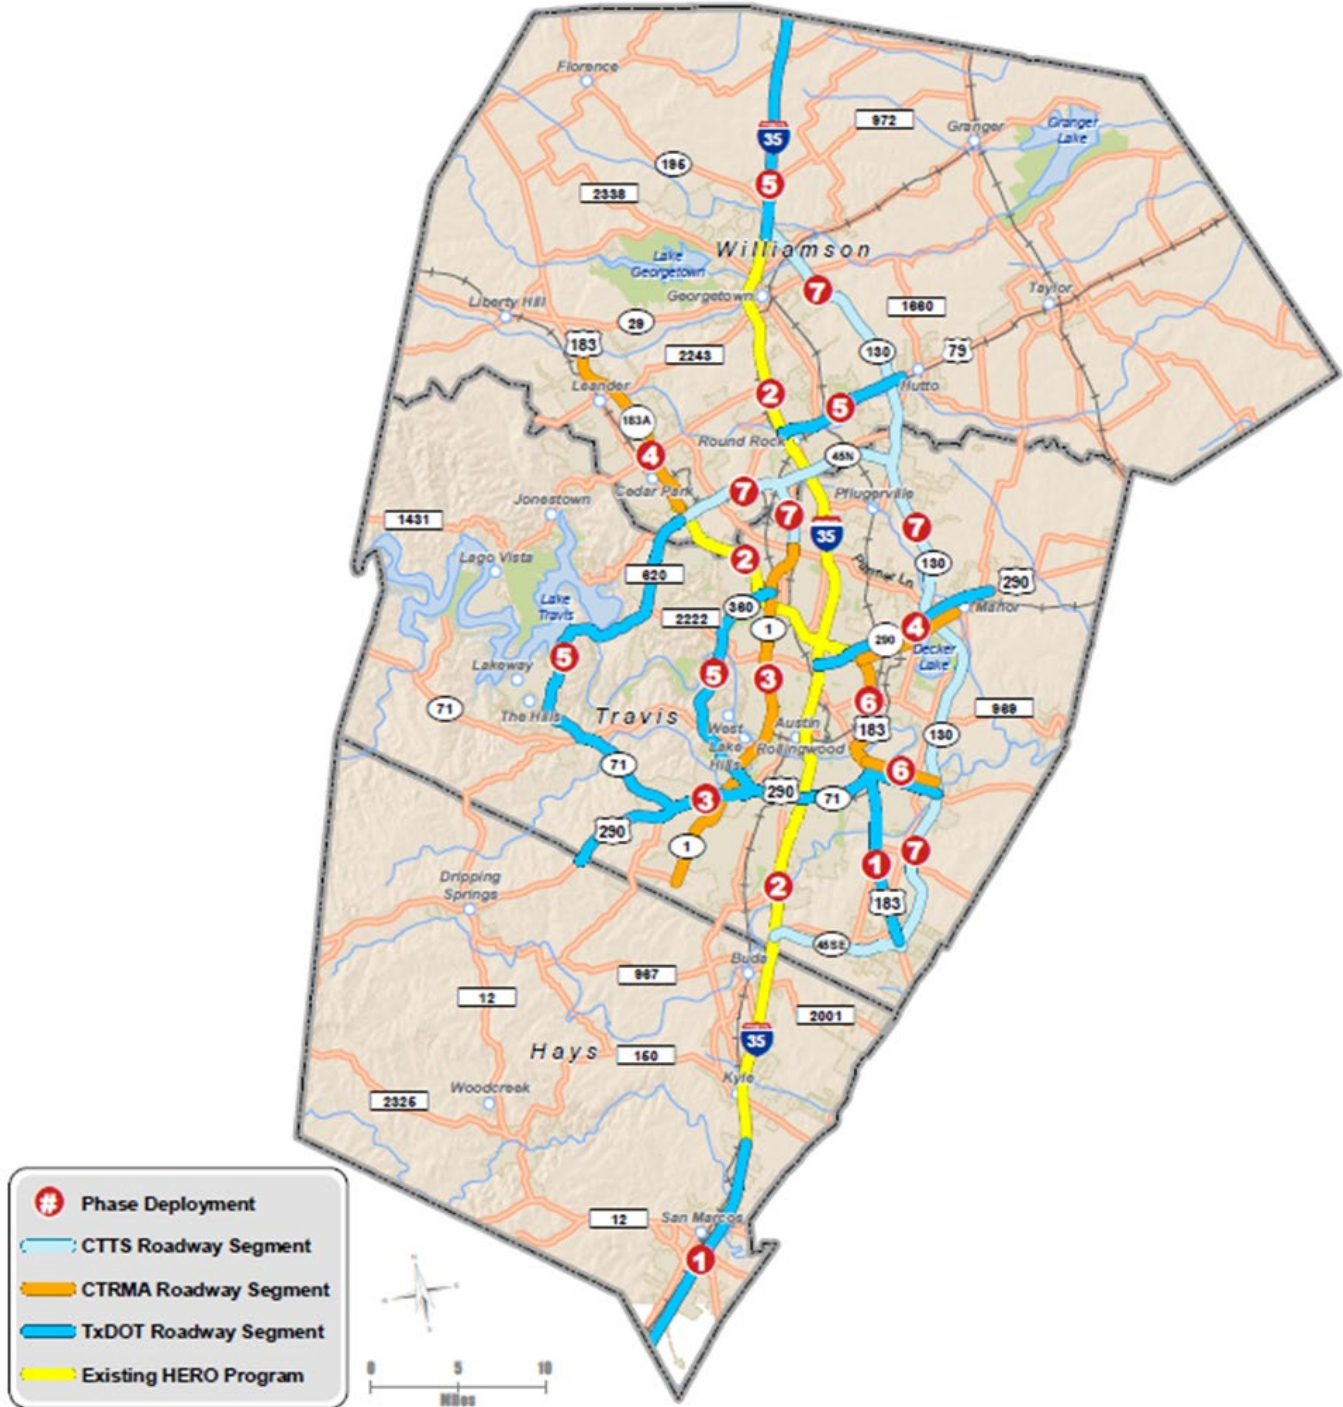 Florence
35
972
Granger
Granger
Lake
195
5
2338
Williamson
Lake
Georgetown
Georgetown
7
Taylor
Liberty Hill
1660
29
183
2243
130
79
Leander
Hutto
2
5
183A
Round Rock
4
45N
Cedar Park
7
Pflugerville
Jonestown
7
1431
35
7
Lago Vista
2
130
620
Parmer Ln
290
Lake
Travis
360
Manor
2222
1
4
290
Decker
Lake
5
Lakeway
5
3
6
71
The Hills
Travis
West
Lake
Hills
Austin
Rollingwood
183
969
130
71
6
3
290
71
290
1
7
1
Dripping
Springs
2
183
45SE
Buda
967
12
2001
35
Hays
150
Kyle
Woodcreek
2325
12
San Marcos
1
# Phase Deployment
CTTS Roadway Segment
CTRMA Roadway Segment
TxDOT Roadway Segment
Existing HERO Program
0 5 10
Miles